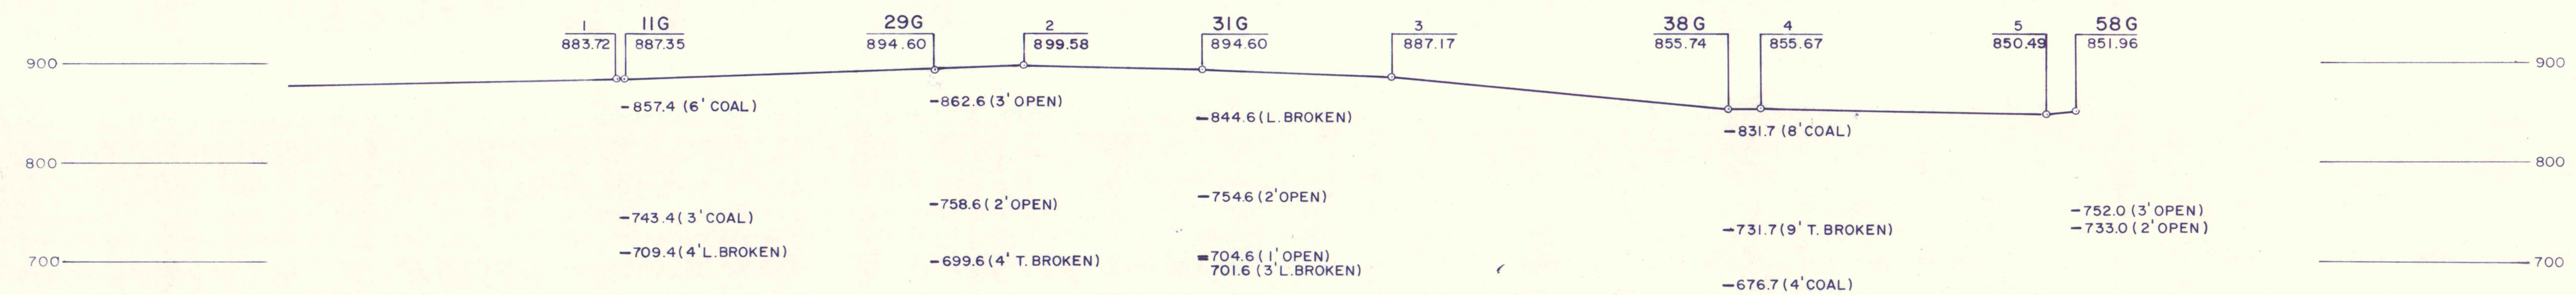 1 11G 29G 2 31G 3 38G 4 5 58G
883.72 887.35 894.60 899.58 894.60 887.17 855.74 855.67 850.49 851.96
900 900
-857.4 (6' COAL) -862.6 (3' OPEN)
-844.6 (L. BROKEN)
-831.7 (8' COAL)
800 800
-758.6 (2' OPEN) -754.6 (2' OPEN)
-743.4 (3' COAL) -752.0 (3' OPEN)
-731.7 (9' T. BROKEN) -733.0 (2' OPEN)
-709.4 (4' L. BROKEN)
700 -699.6 (4' T. BROKEN) -704.6 (1' OPEN) 700
701.6 (3' L. BROKEN)
-676.7 (4' COAL)